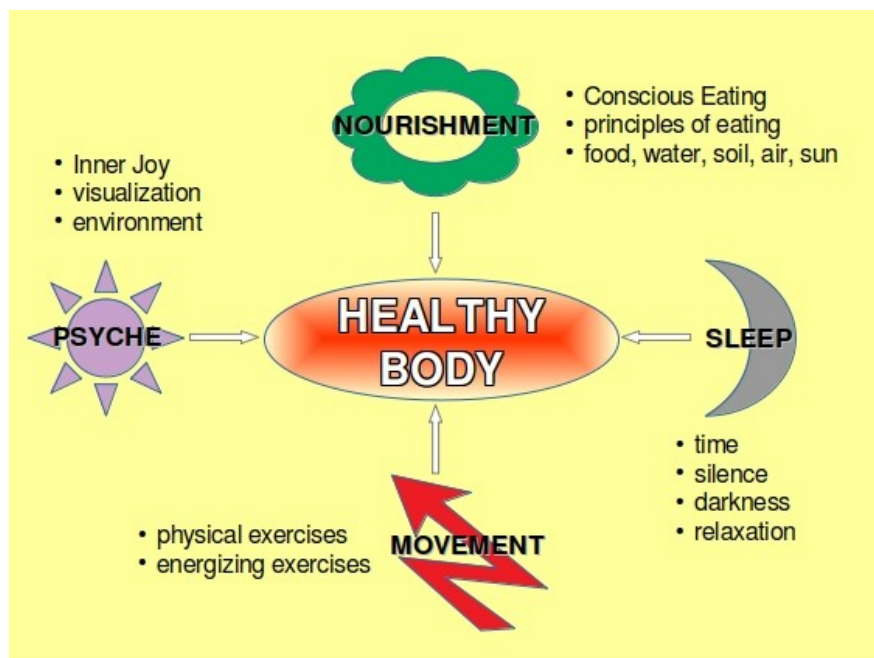 NOURISHMENT
• Conscious Eating
• principles of eating
• food, water, soil, air, sun
• Inner Joy
• visualization
• environment
PSYCHE
HEALTHY
BODY
SLEEP
• time
• silence
• darkness
• relaxation
• physical exercises
• energizing exercises
MOVEMENT